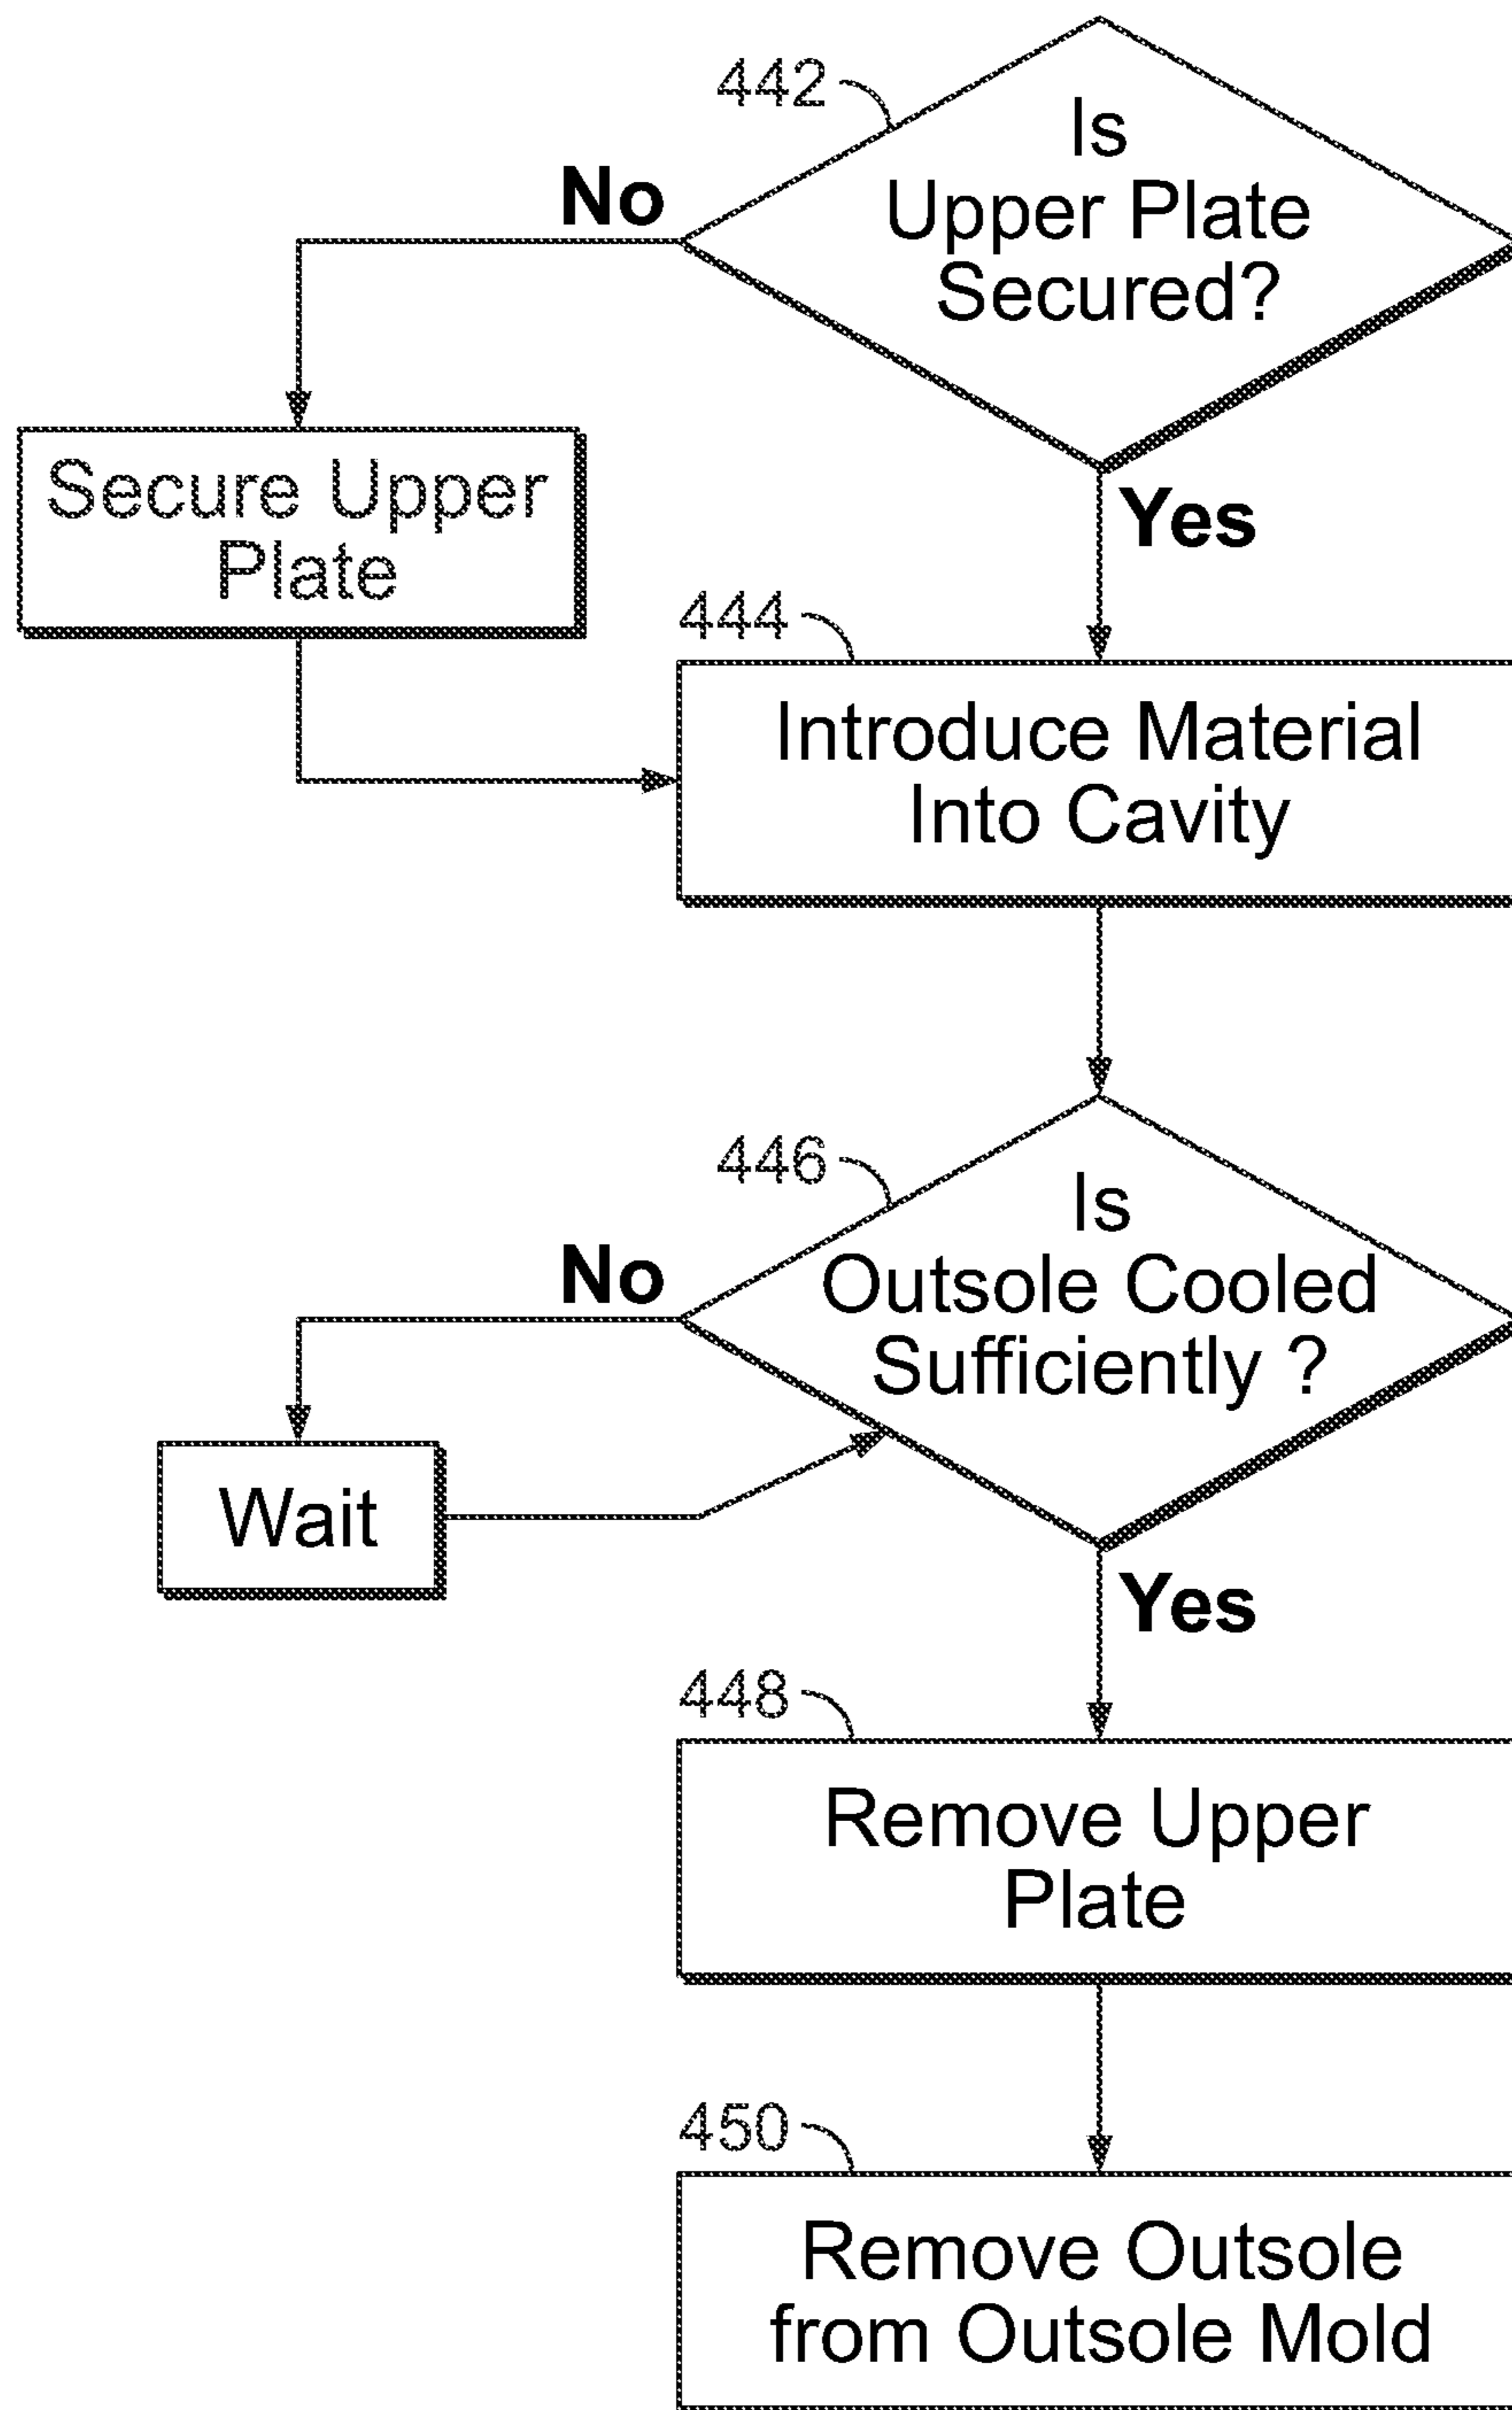 442
Is
Upper Plate
Secured?
No
Yes
Secure Upper
Plate
444
Introduce Material
Into Cavity
446
Is
Outsole Cooled
Sufficiently ?
No
Wait
Yes
448
Remove Upper
Plate
450
Remove Outsole
from Outsole Mold